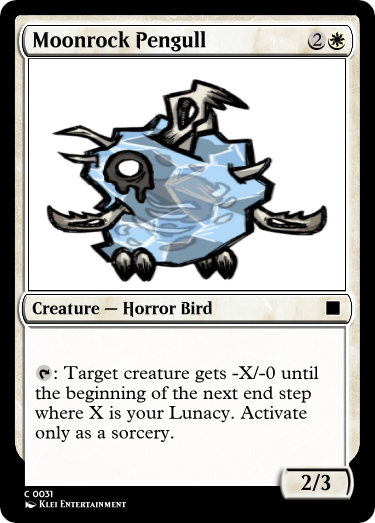 Moonrock Pengull 2
Creature — Horror Bird
: Target creature gets -X/-0 until
the beginning of the next end step
where X is your Lunacy. Activate
only as a sorcery.
2/3
C 0031
Klei Entertainment